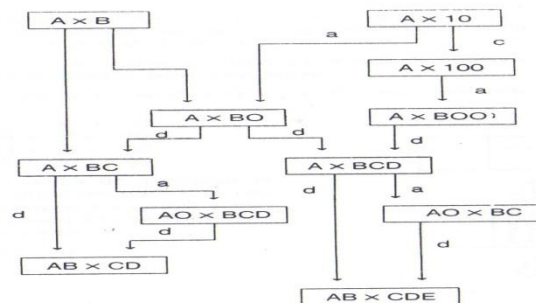 A × B
A × 10
a
c
A × 100
a
A × BO
A × BOO)
d
d
d
A × BC
A × BCD
a
d
a
d
AO × BCD
AO × BC
d
d
AB × CD
AB × CDE